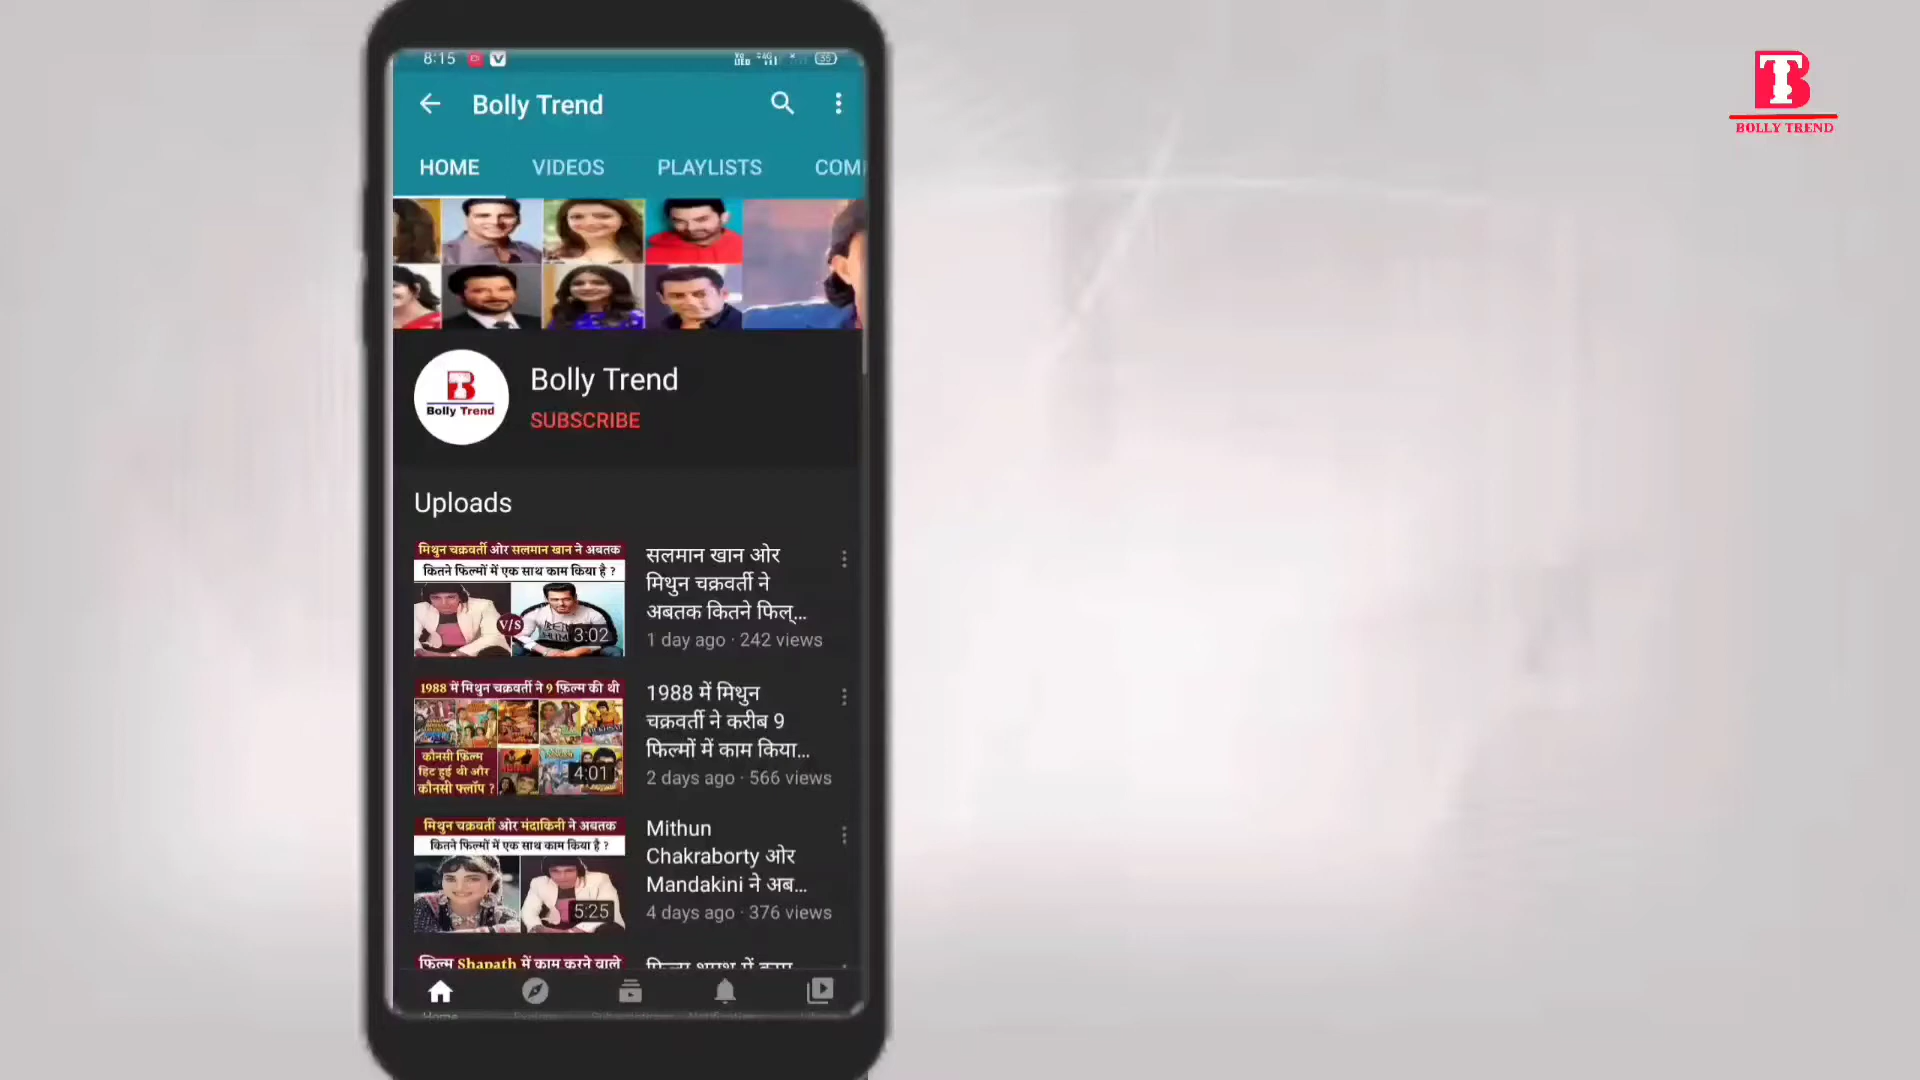 8:15
Bolly Trend
HOME VIDEOS PLAYLISTS COM
BOLLY TREND
Bolly Trend
Bolly Trend
SUBSCRIBE
Uploads
मिथुन चक्रवर्ती ओर सलमान खान ने अबतक
कितने फिल्मों में एक साथ काम किया है ?
V/S
3:02
सलमान खान ओर
मिथुन चक्रवर्ती ने
अबतक कितने फिल्...
1 day ago · 242 views
1988 में मिथुन चक्रवर्ती ने 9 फ़िल्म की थी
कौनसी फ़िल्म
हिट हुई थी और
कौनसी फ्लॉप ?
4:01
1988 में मिथुन
चक्रवर्ती ने करीब 9
फिल्मों में काम किया...
2 days ago · 566 views
मिथुन चक्रवर्ती ओर मंदाकिनी ने अबतक
कितने फिल्मों में एक साथ काम किया है ?
5:25
Mithun
Chakraborty ओर
Mandakini ने अब...
4 days ago · 376 views
फिल्म Shapath में काम करने वाले
Home